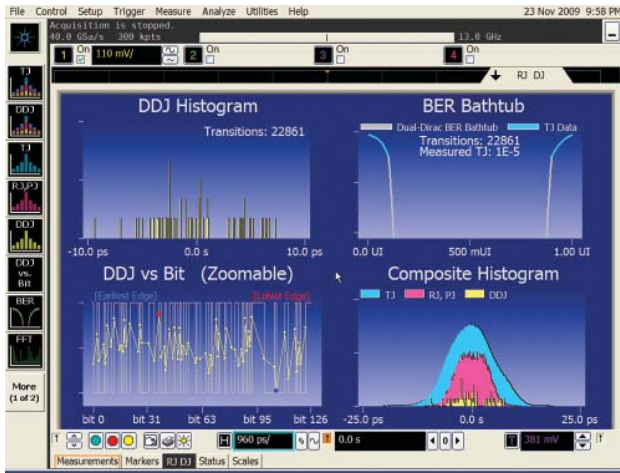 File Control Setup Trigger Measure Analyze Utilities Help 23 Nov 2009 9:58 PM
Acquisition is stopped.
40.0 GSa/s 300 kpts 13.0 GHz
1 On 110 mV/ 2 On 3 On 4 On
RJ DJ
TJ
DDJ
TJ
RJ,PJ
DDJ
DDJ
vs.
Bit
BER
FFT
More
(1 of 2)
DDJ Histogram
Transitions: 22861
-10.0 ps 0.0 s 10.0 ps
BER Bathtub
Dual-Dirac BER Bathtub TJ Data
Transitions: 22861
Measured TJ: 1E-5
0.0 UI 500 mUI 1.00 UI
DDJ vs Bit (Zoomable)
[Earliest Edge] [Latest Edge]
bit 0 bit 31 bit 63 bit 95 bit 126
Composite Histogram
TJ RJ, PJ DDJ
-25.0 ps 0.0 s 25.0 ps
H 960 ps/ 0.0 s 0 T 381 mV
Measurements Markers RJ DJ Status Scales